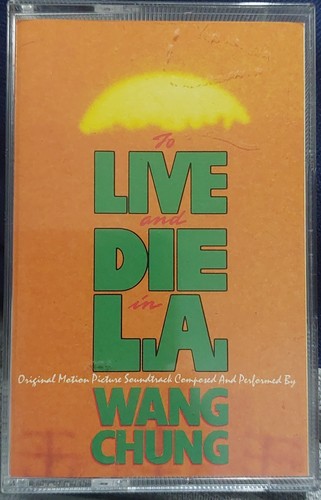 To
LIVE
and
DIE
in
L.A.
Original Motion Picture Soundtrack Composed And Performed By
WANG
CHUNG